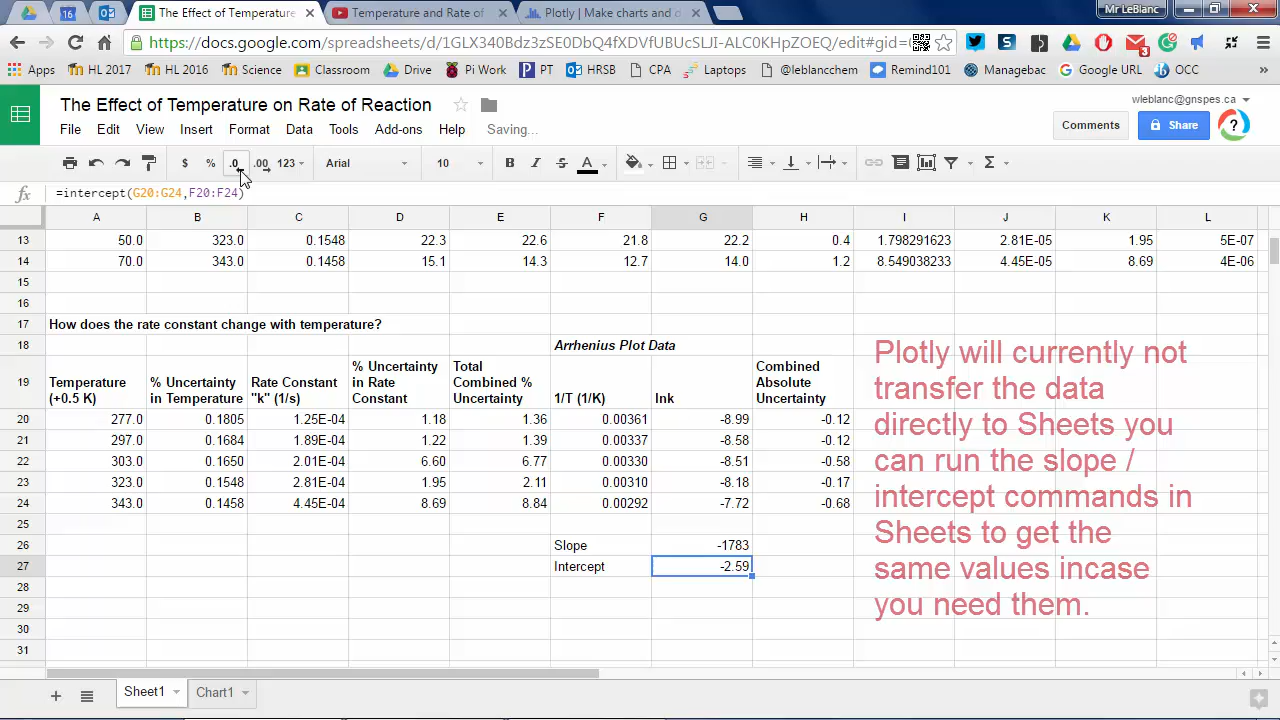 Mr LeBlanc
The Effect of Temperature
Temperature and Rate of
Plotly | Make charts and d
https://docs.google.com/spreadsheets/d/
/edit#gid=
Apps HL 2017 HL 2016 Science Classroom Drive Pi Work PT HRSB CPA Laptops @leblancchem Remind101 Managebac Google URL OCC »
The Effect of Temperature on Rate of Reaction
wleblanc@gnspes.ca
File Edit View Insert Format Data Tools Add-ons Help Saving...
Comments Share
$ % .0 .00 123 Arial 10 B I S A Σ
fx =intercept(G20:G24,F20:F24)
A B C D E F G H I J K L
13 50.0 323.0 0.1548 22.3 22.6 21.8 22.2 0.4 1.798291623 2.81E-05 1.95 5E-07
14 70.0 343.0 0.1458 15.1 14.3 12.7 14.0 1.2 8.549038233 4.45E-05 8.69 4E-06
15
16
17 How does the rate constant change with temperature?
18 Arrhenius Plot Data
% Uncertainty Total Combined
19 Temperature % Uncertainty Rate Constant in Rate Combined % Absolute
(+0.5 K) in Temperature "k" (1/s) Constant Uncertainty 1/T (1/K) lnk Uncertainty
20 277.0 0.1805 1.25E-04 1.18 1.36 0.00361 -8.99 -0.12
21 297.0 0.1684 1.89E-04 1.22 1.39 0.00337 -8.58 -0.12
22 303.0 0.1650 2.01E-04 6.60 6.77 0.00330 -8.51 -0.58
23 323.0 0.1548 2.81E-04 1.95 2.11 0.00310 -8.18 -0.17
24 343.0 0.1458 4.45E-04 8.69 8.84 0.00292 -7.72 -0.68
25
26 Slope -1783
27 Intercept -2.59
28
29
30
31
Plotly will currently not
transfer the data
directly to Sheets you
can run the slope /
intercept commands in
Sheets to get the
same values incase
you need them.
+ Sheet1 Chart1